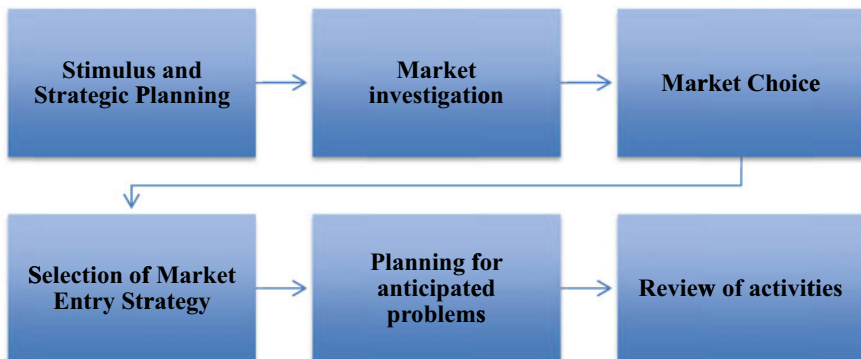 Stimulus and
Strategic Planning
Market
investigation
Market Choice
Selection of Market
Entry Strategy
Planning for
anticipated
problems
Review of activities